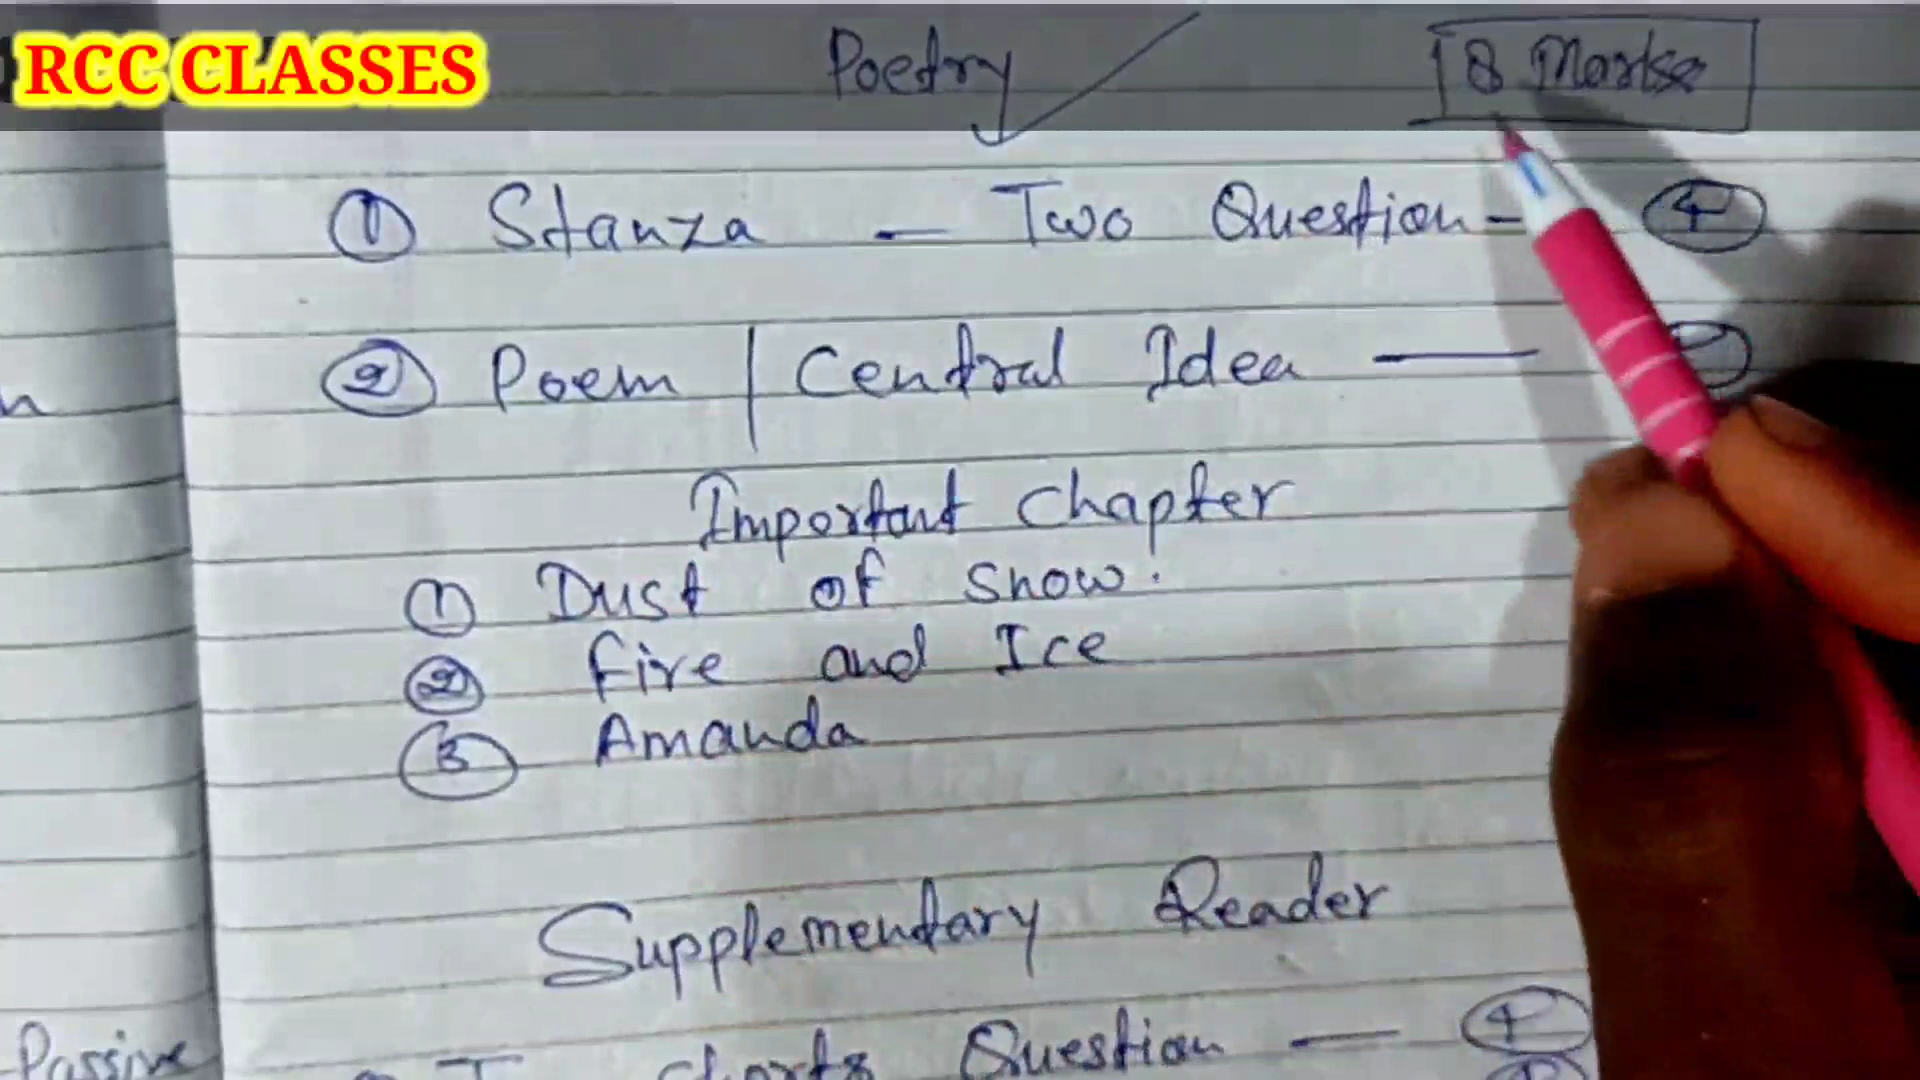 RCC CLASSES
Poetry 8 Marks
① Stanza - Two Question - ④
② Poem | Central Idea —
Important Chapter
① Dust of snow.
② fire and Ice
③ Amanda
Supplementary Reader
Passive
shorts Question — ④